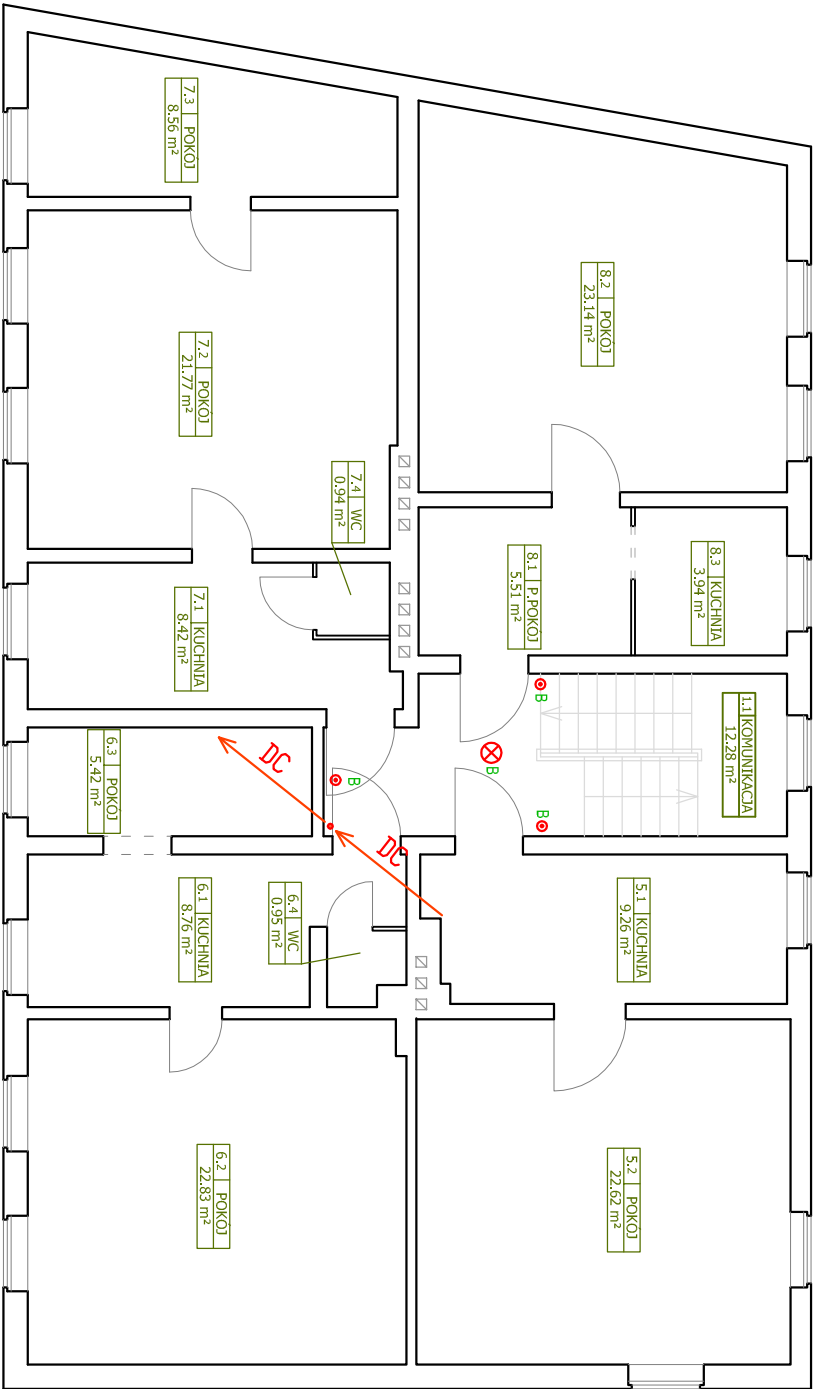 7.3 POKÓJ
8.56 m²
8.2 POKÓJ
23.14 m²
7.2 POKÓJ
21.77 m²
7.4 WC
0.94 m²
8.1 P.POKÓJ
5.51 m²
8.3 KUCHNIA
3.94 m²
7.1 KUCHNIA
8.42 m²
1.1 KOMUNIKACJA
12.28 m²
B
B
B
B
DC
DC
6.3 POKÓJ
5.42 m²
6.1 KUCHNIA
8.76 m²
6.4 WC
0.95 m²
5.1 KUCHNIA
9.26 m²
6.2 POKÓJ
22.83 m²
5.2 POKÓJ
22.62 m²